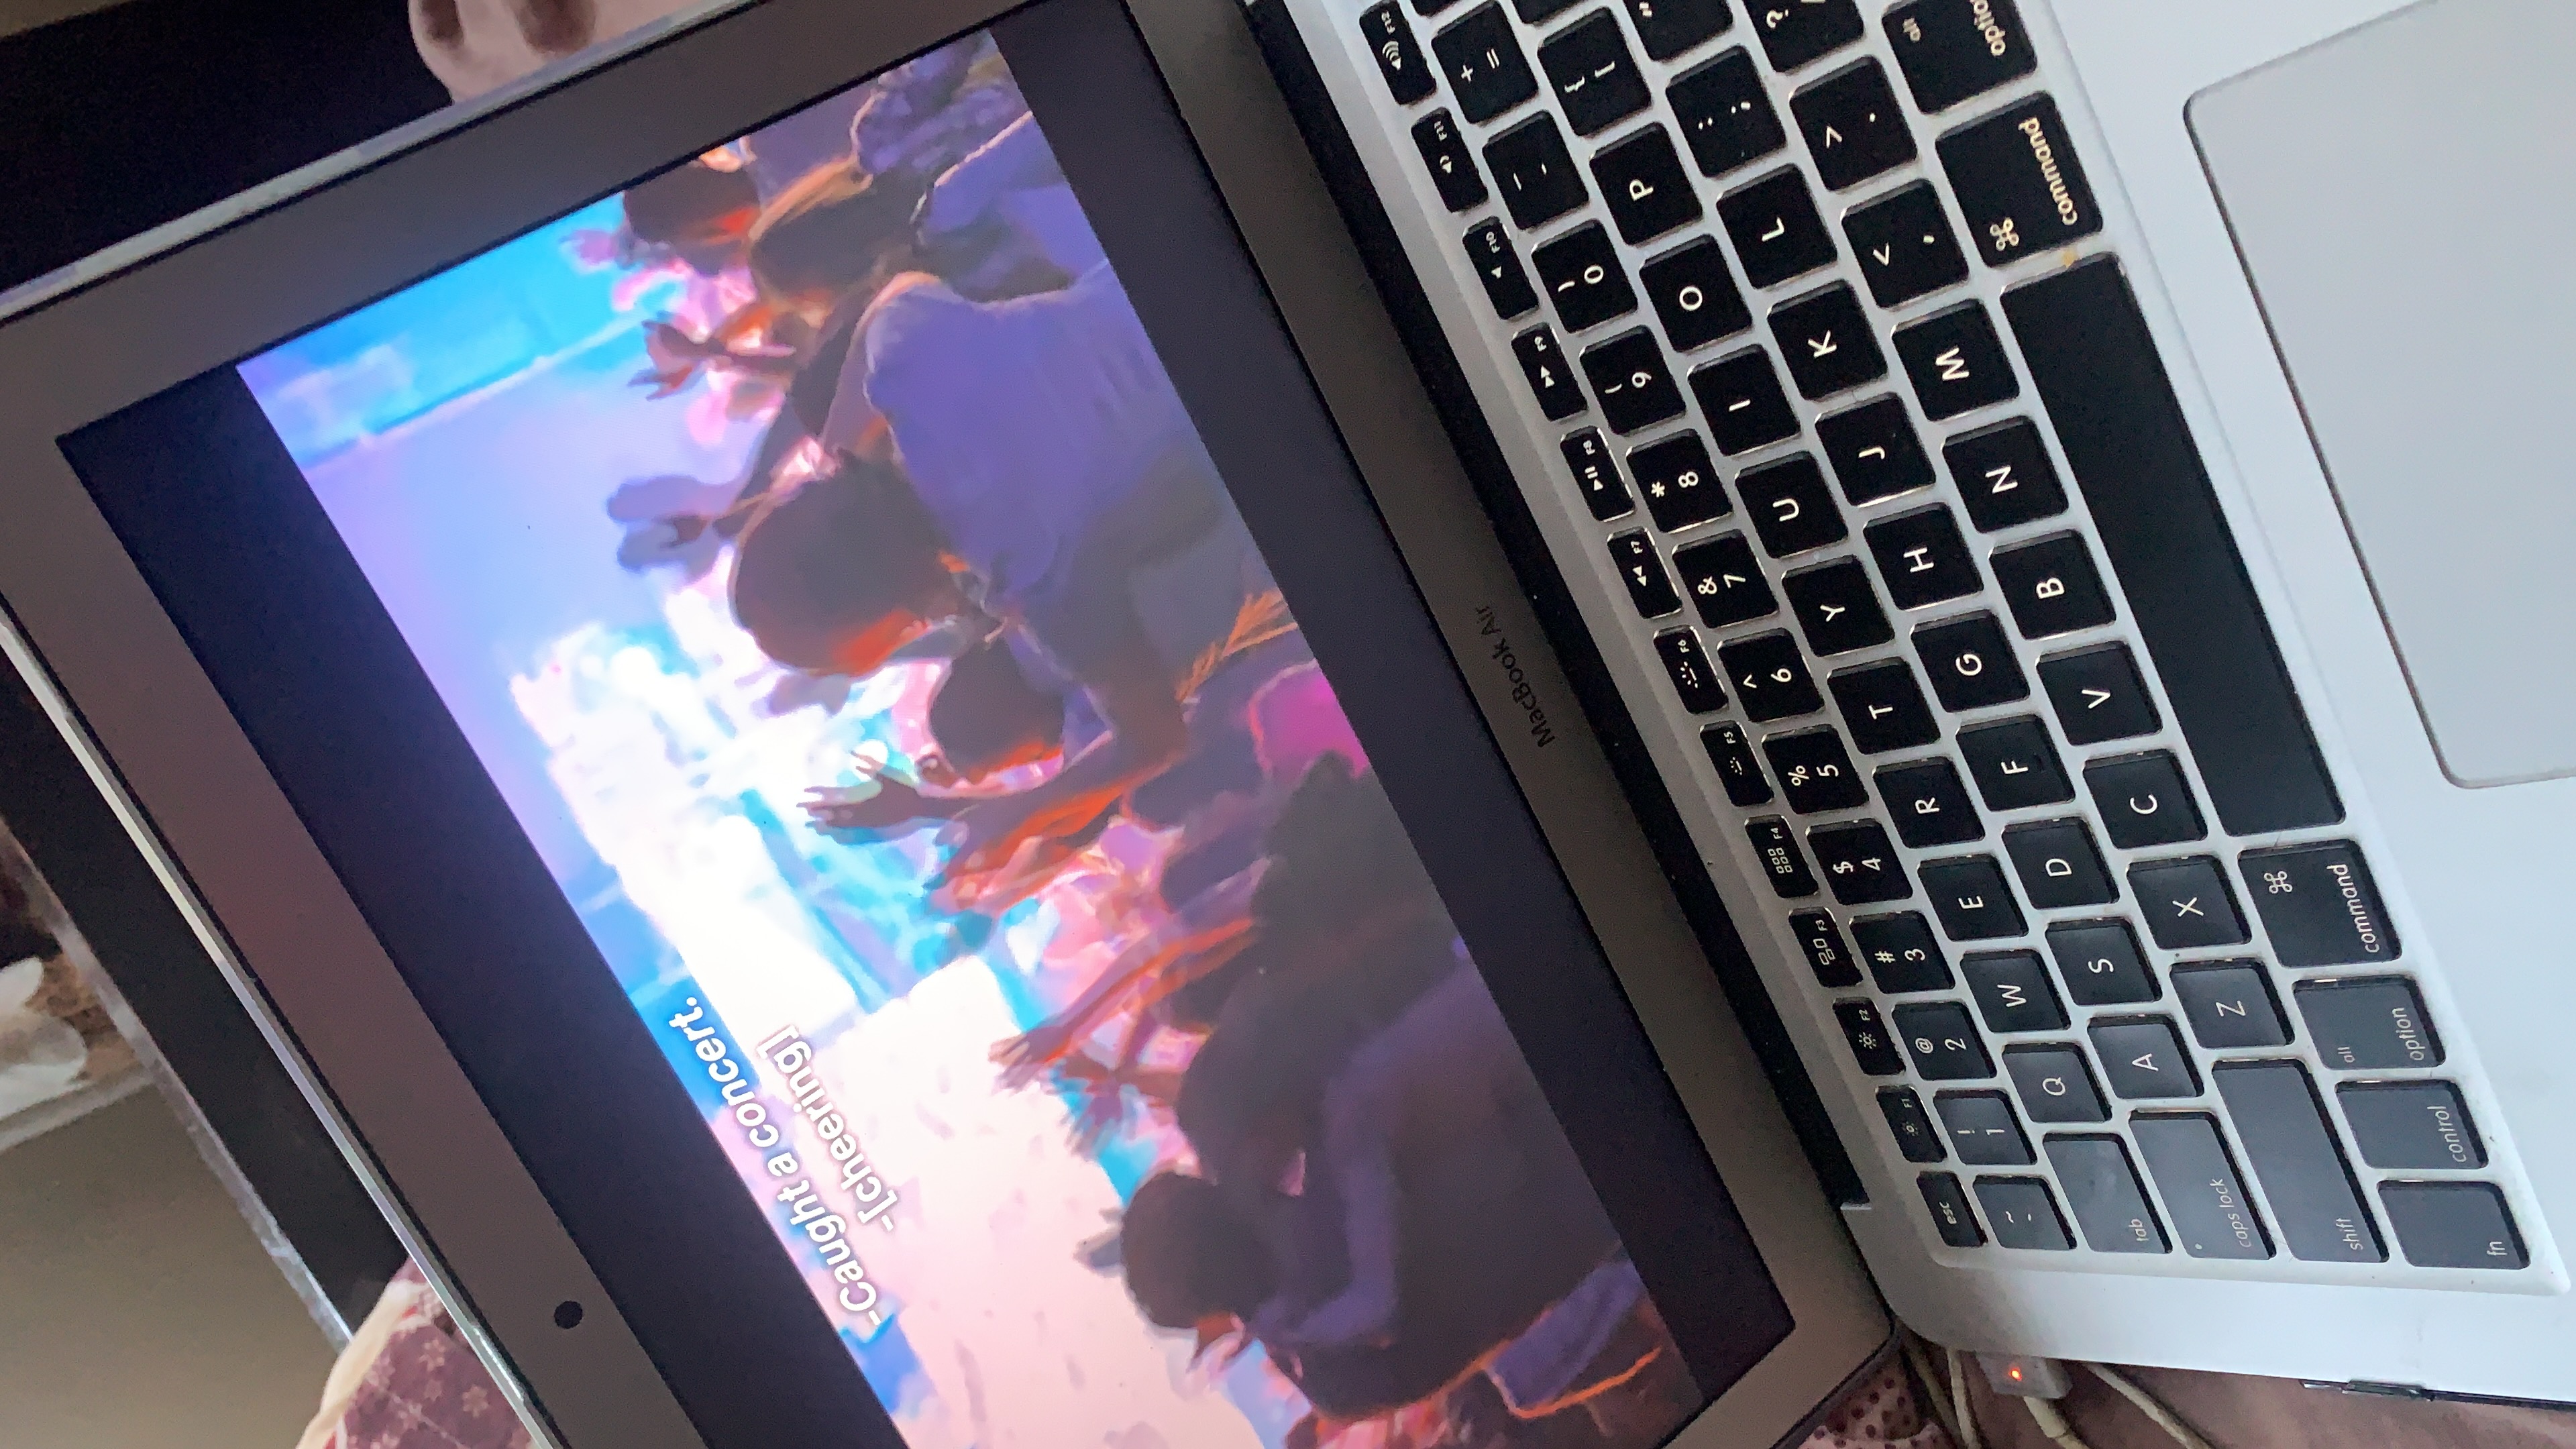 -Caught a concert.
-[cheering]
MacBook Air
esc F1 F2 F3 F4 F5 F6 F7 F8 F9 F10 F11 F12
~ ! @ # $ % ^ & * ( ) _ +
` 1 2 3 4 5 6 7 8 9 0 - =
tab Q W E R T Y U I O P { [
caps lock A S D F G H J K L : ; "
shift Z X C V B N M < , > . ?
fn control alt option ⌘ command ⌘ command alt